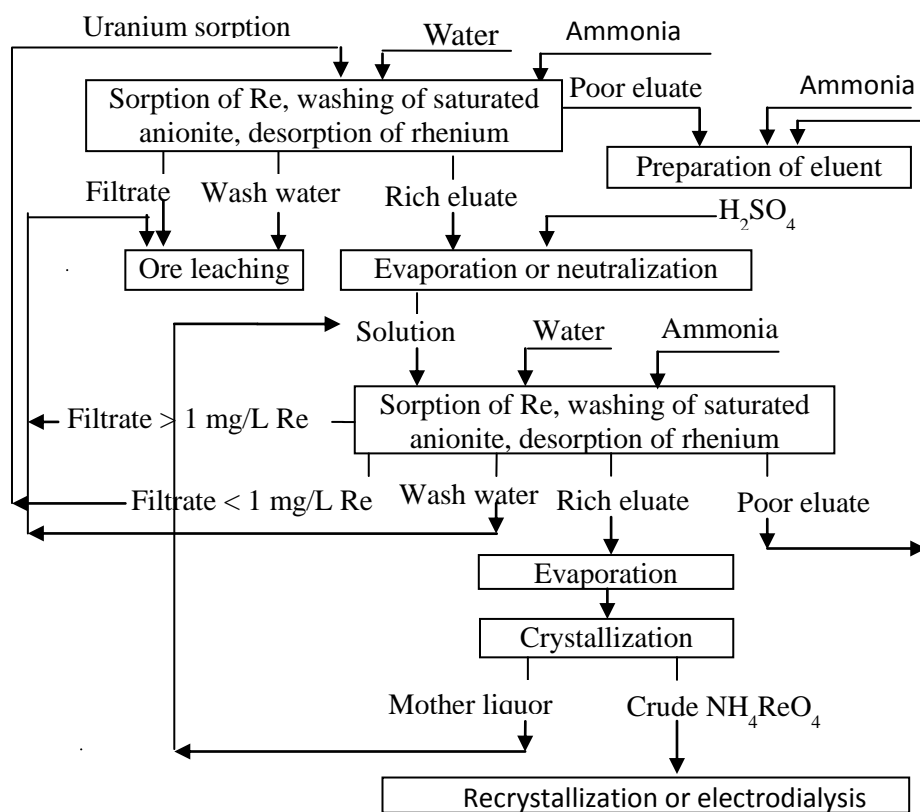 Uranium sorption
Water
Ammonia
Sorption of Re, washing of saturated
anionite, desorption of rhenium
Poor eluate
Ammonia
Preparation of eluent
Filtrate
Wash water
Rich eluate
H₂SO₄
Ore leaching
Evaporation or neutralization
Solution
Water
Ammonia
Filtrate > 1 mg/L Re
Sorption of Re, washing of saturated
anionite, desorption of rhenium
Filtrate < 1 mg/L Re
Wash water
Rich eluate
Poor eluate
Evaporation
Crystallization
Mother liquor
Crude NH₄ReO₄
Recrystallization or electrodialysis